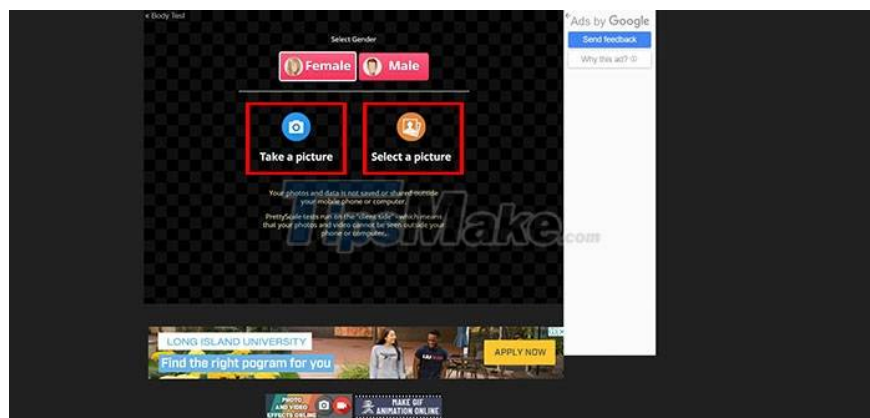 « Body Test
Select Gender
Female
Male
Take a picture
Select a picture
Your photos and data is not saved or shared outside
your mobile phone or computer.
PrettyScale tests run on the "client side" which means
that your photos and video cannot be seen outside your
phone or computer..
TipsMake.com
Ads by Google
Send feedback
Why this ad?
LONG ISLAND UNIVERSITY
Find the right pogram for you
APPLY NOW
PHOTO
AND VIDEO
EFFECTS ONLINE
MAKE GIF
ANIMATION ONLINE